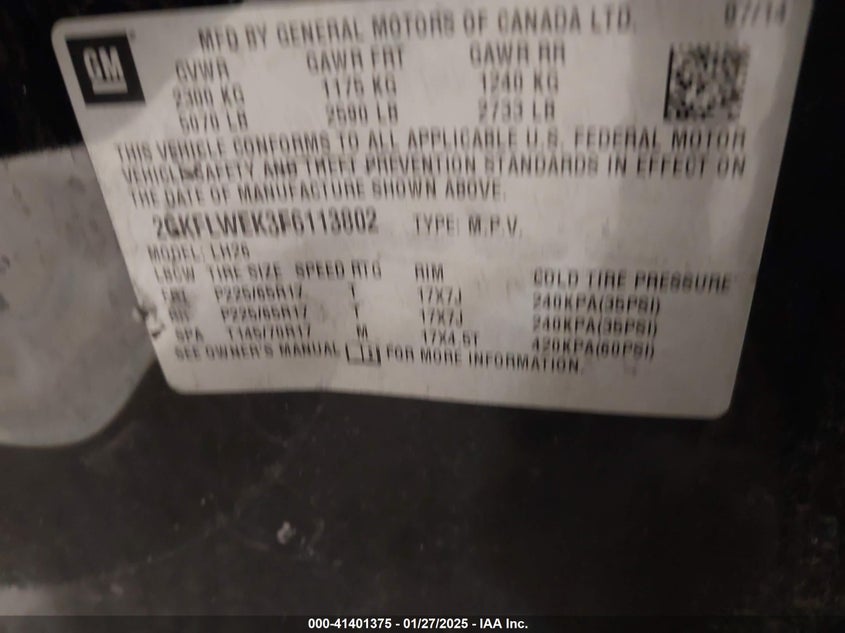 GM
MFD BY GENERAL MOTORS OF CANADA LTD.
07/14
GVWR GAWR FRT GAWR RR
2300 KG 1175 KG 1240 KG
5070 LB 2590 LB 2733 LB
THIS VEHICLE CONFORMS TO ALL APPLICABLE U.S. FEDERAL MOTOR
VEHICLE SAFETY AND THEFT PREVENTION STANDARDS IN EFFECT ON
THE DATE OF MANUFACTURE SHOWN ABOVE.
2GKFLWEK3F6113802 TYPE: M.P.V.
MODEL: LH26
TIRE SIZE SPEED RTG RIM COLD TIRE PRESSURE
FRT P225/65R17 T 17X7J 240KPA(35PSI)
RR P225/65R17 T 17X7J 240KPA(35PSI)
SPA T145/70R17 M 17X4.5T 420KPA(60PSI)
SEE OWNER'S MANUAL FOR MORE INFORMATION.
000-41401375 - 01/27/2025 - IAA Inc.